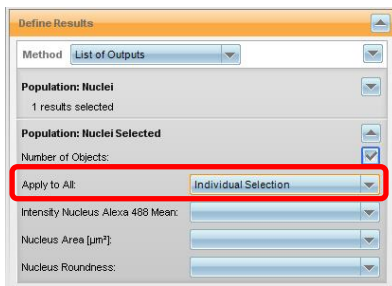 Define Results
Method List of Outputs
Population: Nuclei
1 results selected
Population: Nuclei Selected
Number of Objects:
Apply to All: Individual Selection
Intensity Nucleus Alexa 488 Mean:
Nucleus Area [µm²]:
Nucleus Roundness: